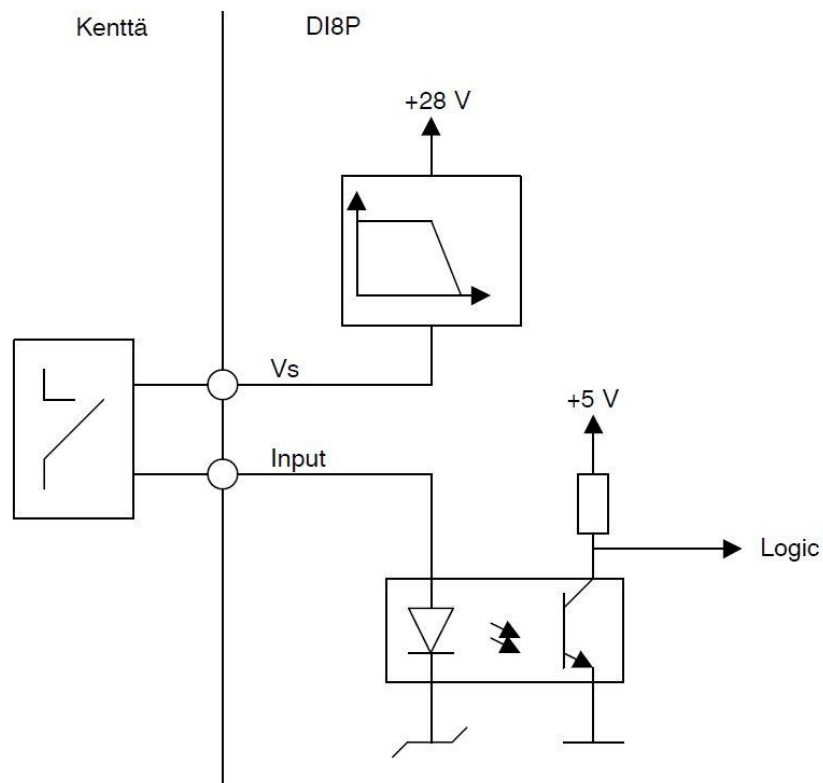 Kenttä
DI8P
+28 V
Vs
+5 V
Input
Logic